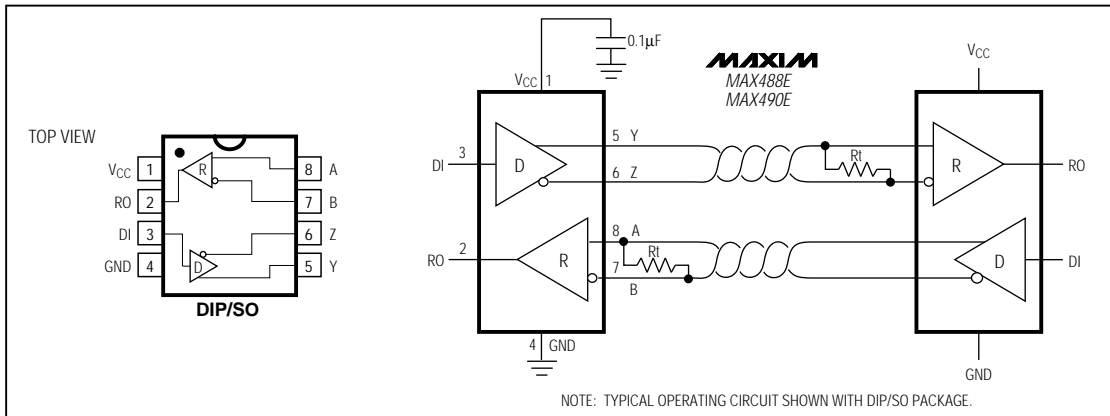 TOP VIEW
VCC 1
RO 2
DI 3
GND 4
8 A
7 B
6 Z
5 Y
R
D
DIP/SO
0.1µF
VCC 1
MAXIM
MAX488E
MAX490E
VCC
DI 3
D
5 Y
6 Z
Rt
R
RO
RO 2
R
8 A
7
B
Rt
D
DI
4 GND
GND
NOTE: TYPICAL OPERATING CIRCUIT SHOWN WITH DIP/SO PACKAGE.